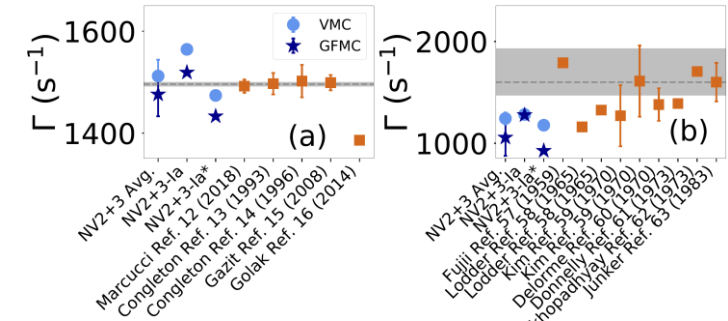 1600
1400
Γ (s⁻¹)
VMC
GFMC
(a)
NV2+3 Avg.
NV2+3-Ia
NV2+3-Ia*
Marcucci Ref. 12 (2018)
Congleton Ref. 13 (1993)
Congleton Ref. 14 (1996)
Gazit Ref. 15 (2008)
Golak Ref. 16 (2014)
2000
1000
Γ (s⁻¹)
(b)
NV2+3 Avg.
NV2+3-Ia
NV2+3-Ia*
Fujii Ref. 57 (1959)
Lodder Ref. 58 (1965)
Lodder Ref. 58 (1965)
Kim Ref. 59 (1970)
Kim Ref. 59 (1970)
Delorme Ref. 61 (1973)
Donnelly
Ref. 62 (1973)
Junker Ref. 63 (1983)